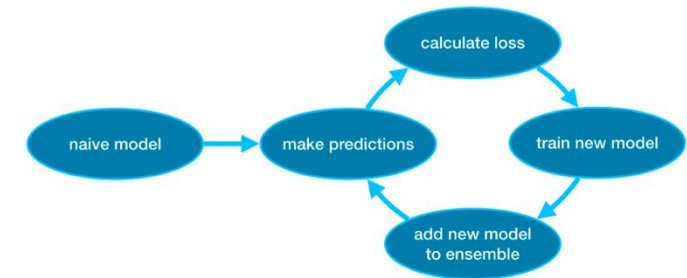 naive model
make predictions
calculate loss
train new model
add new model
to ensemble